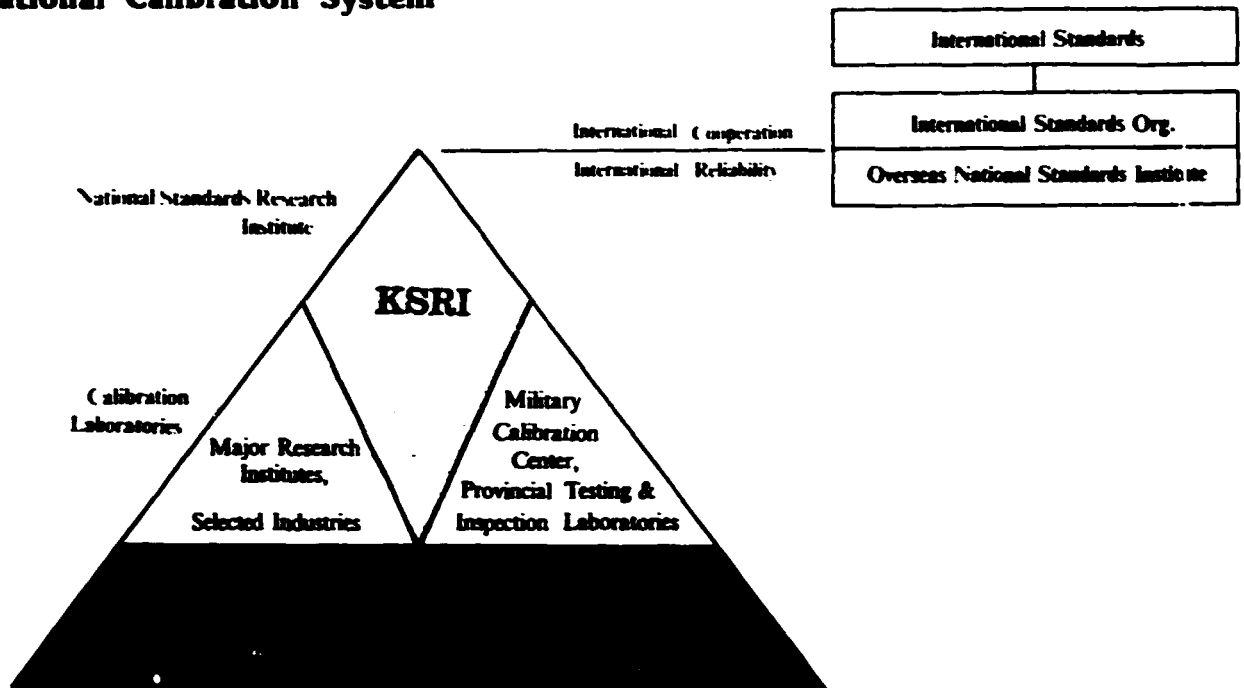 ational Calibration System
International Standards
International Standards Org.
Overseas National Standards Institute
International Cooperation
International Reliability
National Standards Research
Institute
KSRI
Calibration
Laboratories
Major Research
Institutes,
Selected Industries
Military
Calibration
Center,
Provincial Testing &
Inspection Laboratories